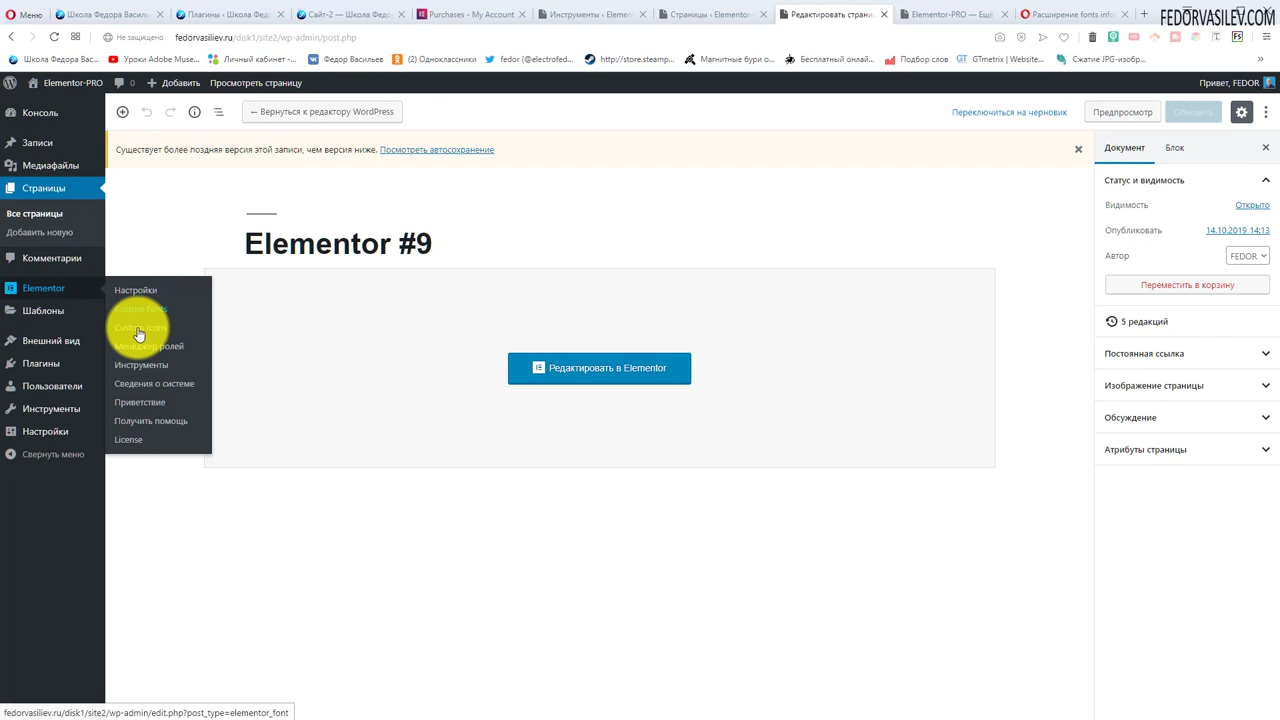 Меню
Школа Федора Василь
Плагины ‹ Школа Федо
Сайт-2 — Школа Федо
Purchases - My Account
Инструменты ‹ Elemen
Страницы ‹ Elementor-
Редактировать страни
Elementor-PRO — Ещё
Расширение fonts info
FEDORVASILEV.COM
Не защищено
fedorvasiliev.ru/disk1/site2/wp-admin/post.php
Школа Федора Васи...
Уроки Adobe Muse...
Личный кабинет -...
Федор Васильев
(2) Одноклассники
fedor (@electrofed...
http://store.steamp...
Магнитные бури о...
Бесплатный онлай...
Подбор слов
GTmetrix | Website...
Сжатие JPG-изобр...
Elementor-PRO
0
Добавить
Просмотреть страницу
Привет, FEDOR
Консоль
Записи
Медиафайлы
Страницы
Все страницы
Добавить новую
Комментарии
Elementor
Шаблоны
Внешний вид
Плагины
Пользователи
Инструменты
Настройки
Свернуть меню
Настройки
Custom Fonts
Custom Icons
Менеджер ролей
Инструменты
Сведения о системе
Приветствие
Получить помощь
License
← Вернуться к редактору WordPress
Переключиться на черновик
Предпросмотр
Обновить
Существует более поздняя версия этой записи, чем версия ниже. Посмотреть автосохранение
Elementor #9
Редактировать в Elementor
Документ
Блок
Статус и видимость
Видимость
Открыто
Опубликовать
14.10.2019 14:13
Автор
FEDOR
Переместить в корзину
5 редакций
Постоянная ссылка
Изображение страницы
Обсуждение
Атрибуты страницы
fedorvasiliev.ru/disk1/site2/wp-admin/edit.php?post_type=elementor_font